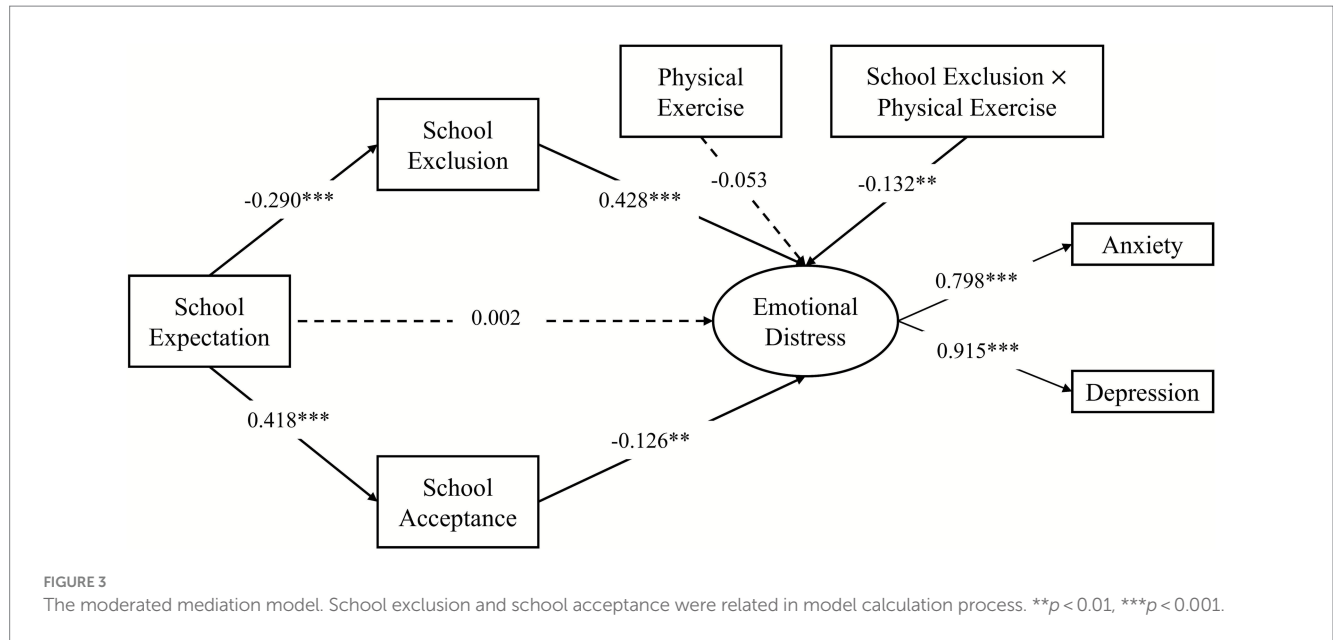 Physical
Exercise
School Exclusion ×
Physical Exercise
School
Exclusion
-0.290***
0.428***
-0.053
-0.132**
Anxiety
0.798***
School
Expectation
0.002
Emotional
Distress
0.915***
Depression
0.418***
-0.126**
School
Acceptance
FIGURE 3
The moderated mediation model. School exclusion and school acceptance were related in model calculation process. **p < 0.01, ***p < 0.001.